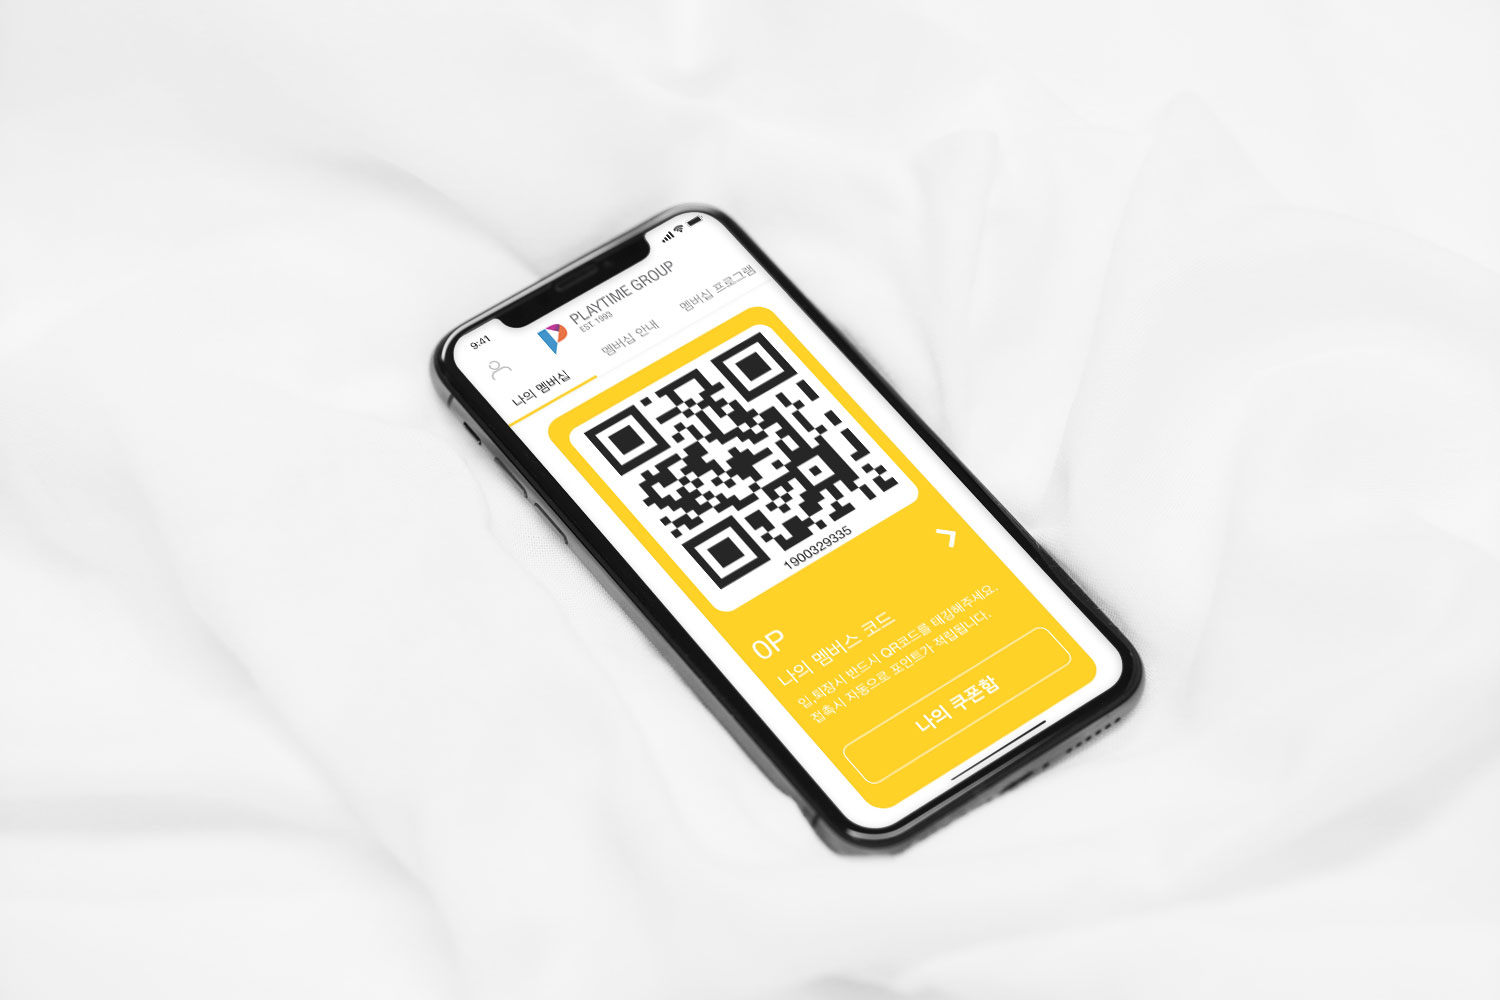 9:41
PLAYTIME GROUP
EST 1993
나의 멤버십
멤버십 안내
멤버십 프로그램
1900329335
0P
나의 멤버스 코드
입,퇴장시 반드시 QR코드를 태깅해주세요.
접촉시 자동으로 포인트가 적립됩니다.
나의 쿠폰함